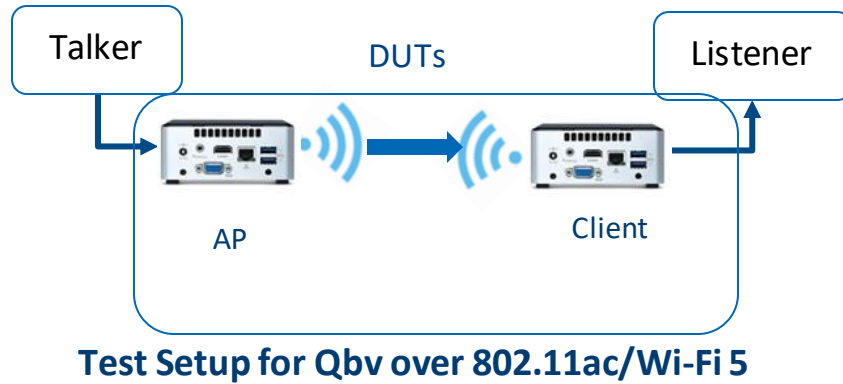 Talker
DUTs
Listener
AP
Client
Test Setup for Qbv over 802.11ac/Wi-Fi 5